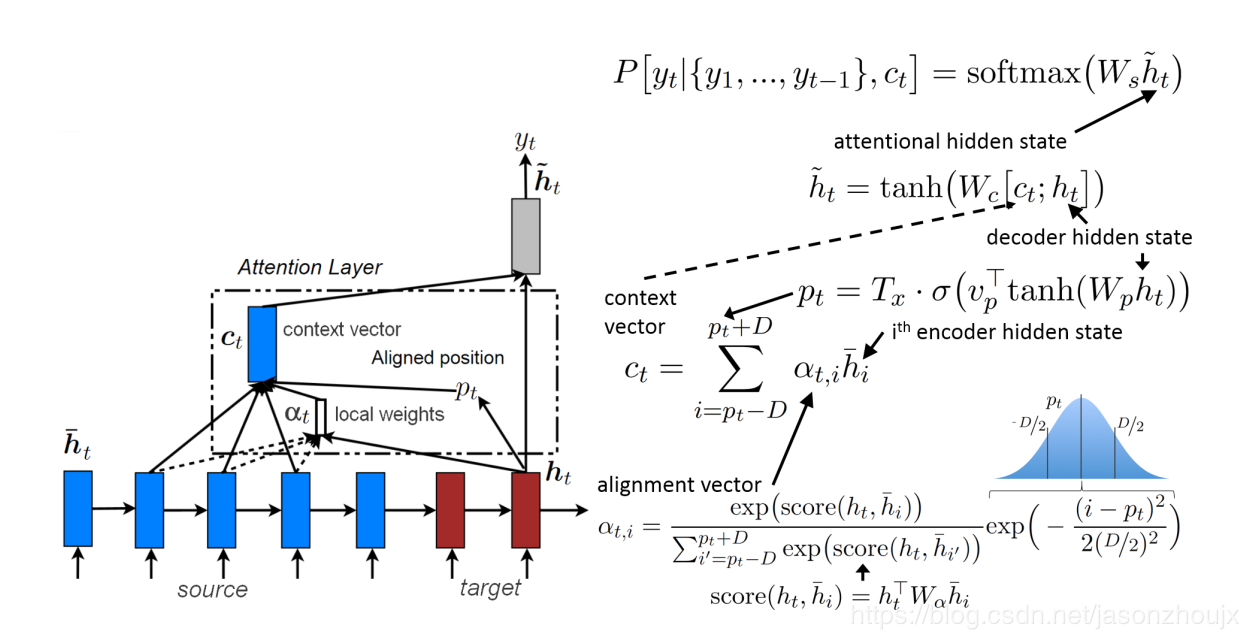 P[y_t|{y_1, ..., y_{t−1}}, c_t] = softmax(W_s h̃_t)
attentional hidden state
h̃_t = tanh(W_c[c_t; h_t])
decoder hidden state
p_t = T_x · σ(v_p^⊤ tanh(W_p h_t))
context
vector
i^th encoder hidden state
c_t = ∑_{i=p_t−D}^{p_t+D} α_{t,i} h̄_i
p_t
-D/2
D/2
alignment vector
α_{t,i} = exp(score(h_t, h̄_i)) / ∑_{i'=p_t−D}^{p_t+D} exp(score(h_t, h̄_{i'})) exp(− (i − p_t)^2 / 2(D/2)^2)
score(h_t, h̄_i) = h_t^⊤ W_α h̄_i
y_t
h̃_t
Attention Layer
c_t
context vector
Aligned position
p_t
α_t
local weights
h̄_t
h_t
source
target
https://blog.csdn.net/jasonzhoujx